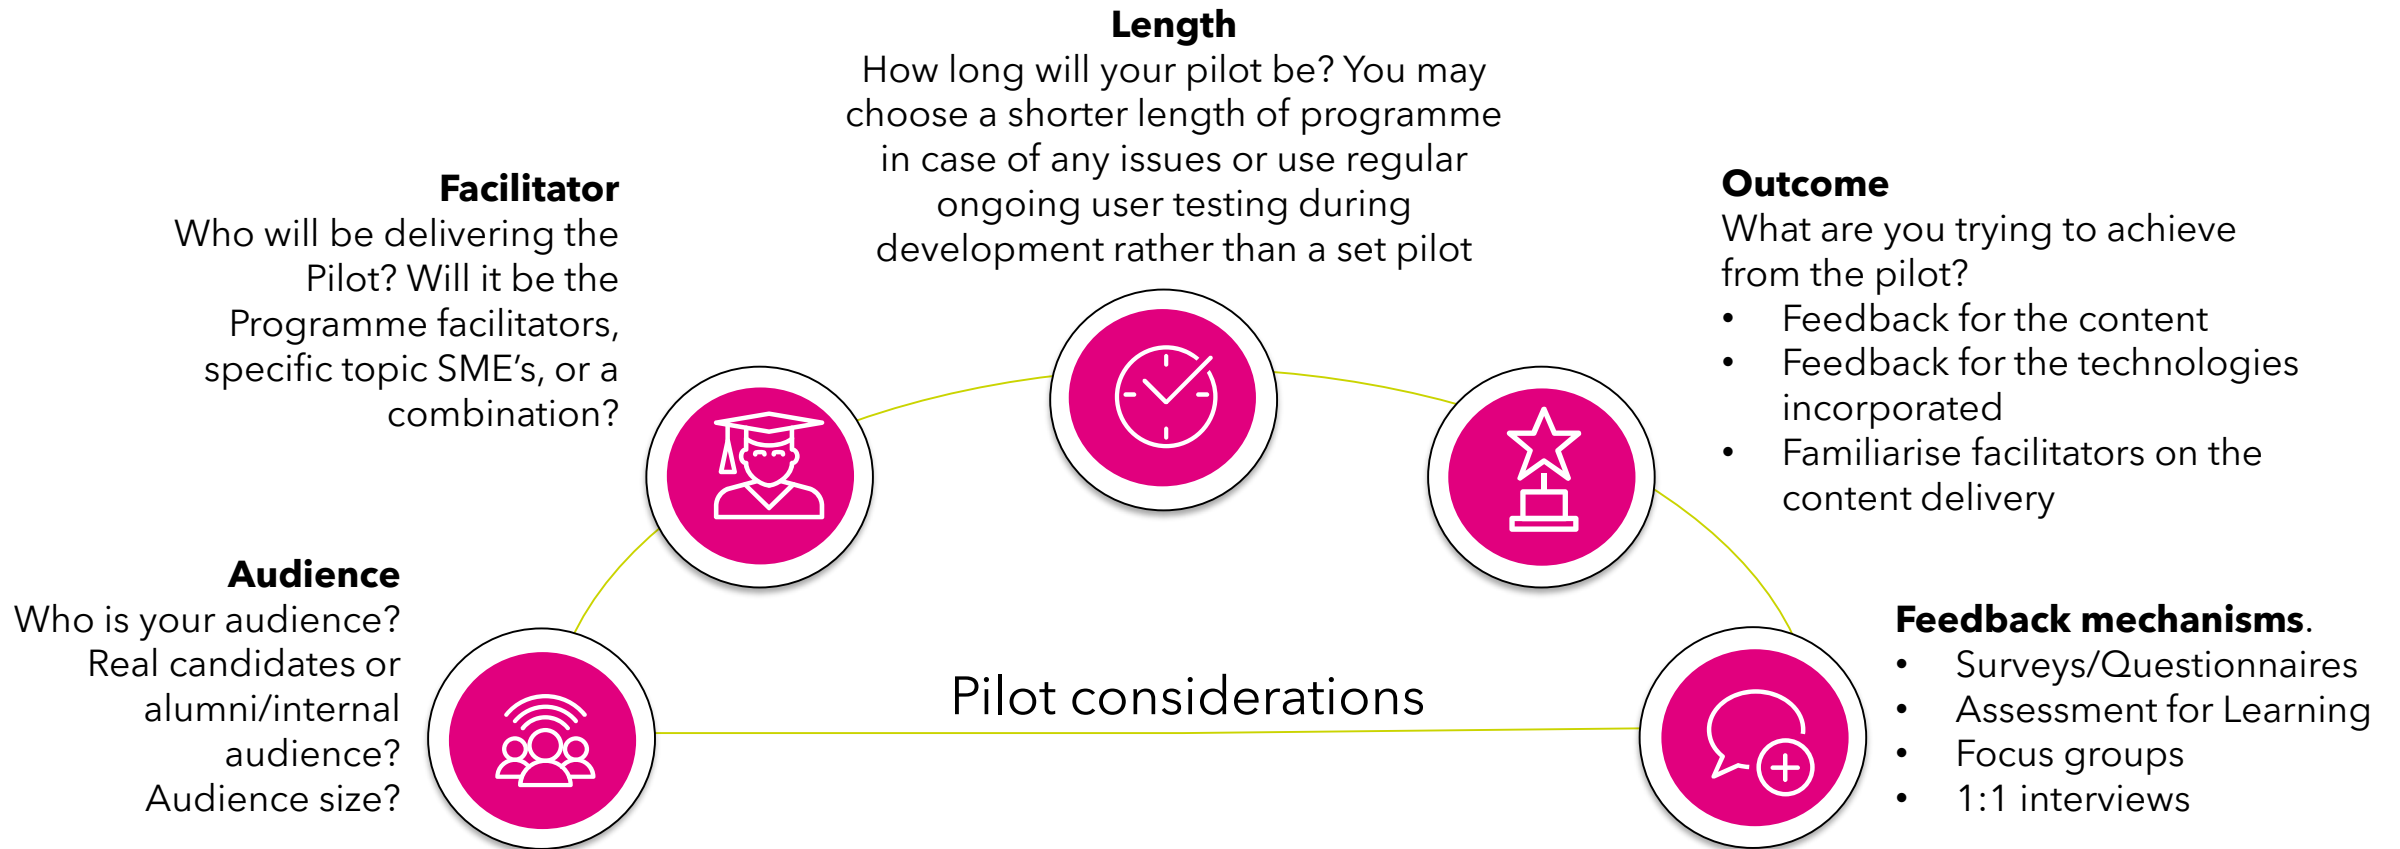 Length
How long will your pilot be? You may
choose a shorter length of programme
in case of any issues or use regular
ongoing user testing during
development rather than a set pilot
Facilitator
Who will be delivering the
Pilot? Will it be the
Programme facilitators,
specific topic SME’s, or a
combination?
Outcome
What are you trying to achieve
from the pilot?
• Feedback for the content
• Feedback for the technologies
incorporated
• Familiarise facilitators on the
content delivery
Audience
Who is your audience?
Real candidates or
alumni/internal
audience?
Audience size?
Pilot considerations
Feedback mechanisms.
• Surveys/Questionnaires
• Assessment for Learning
• Focus groups
• 1:1 interviews